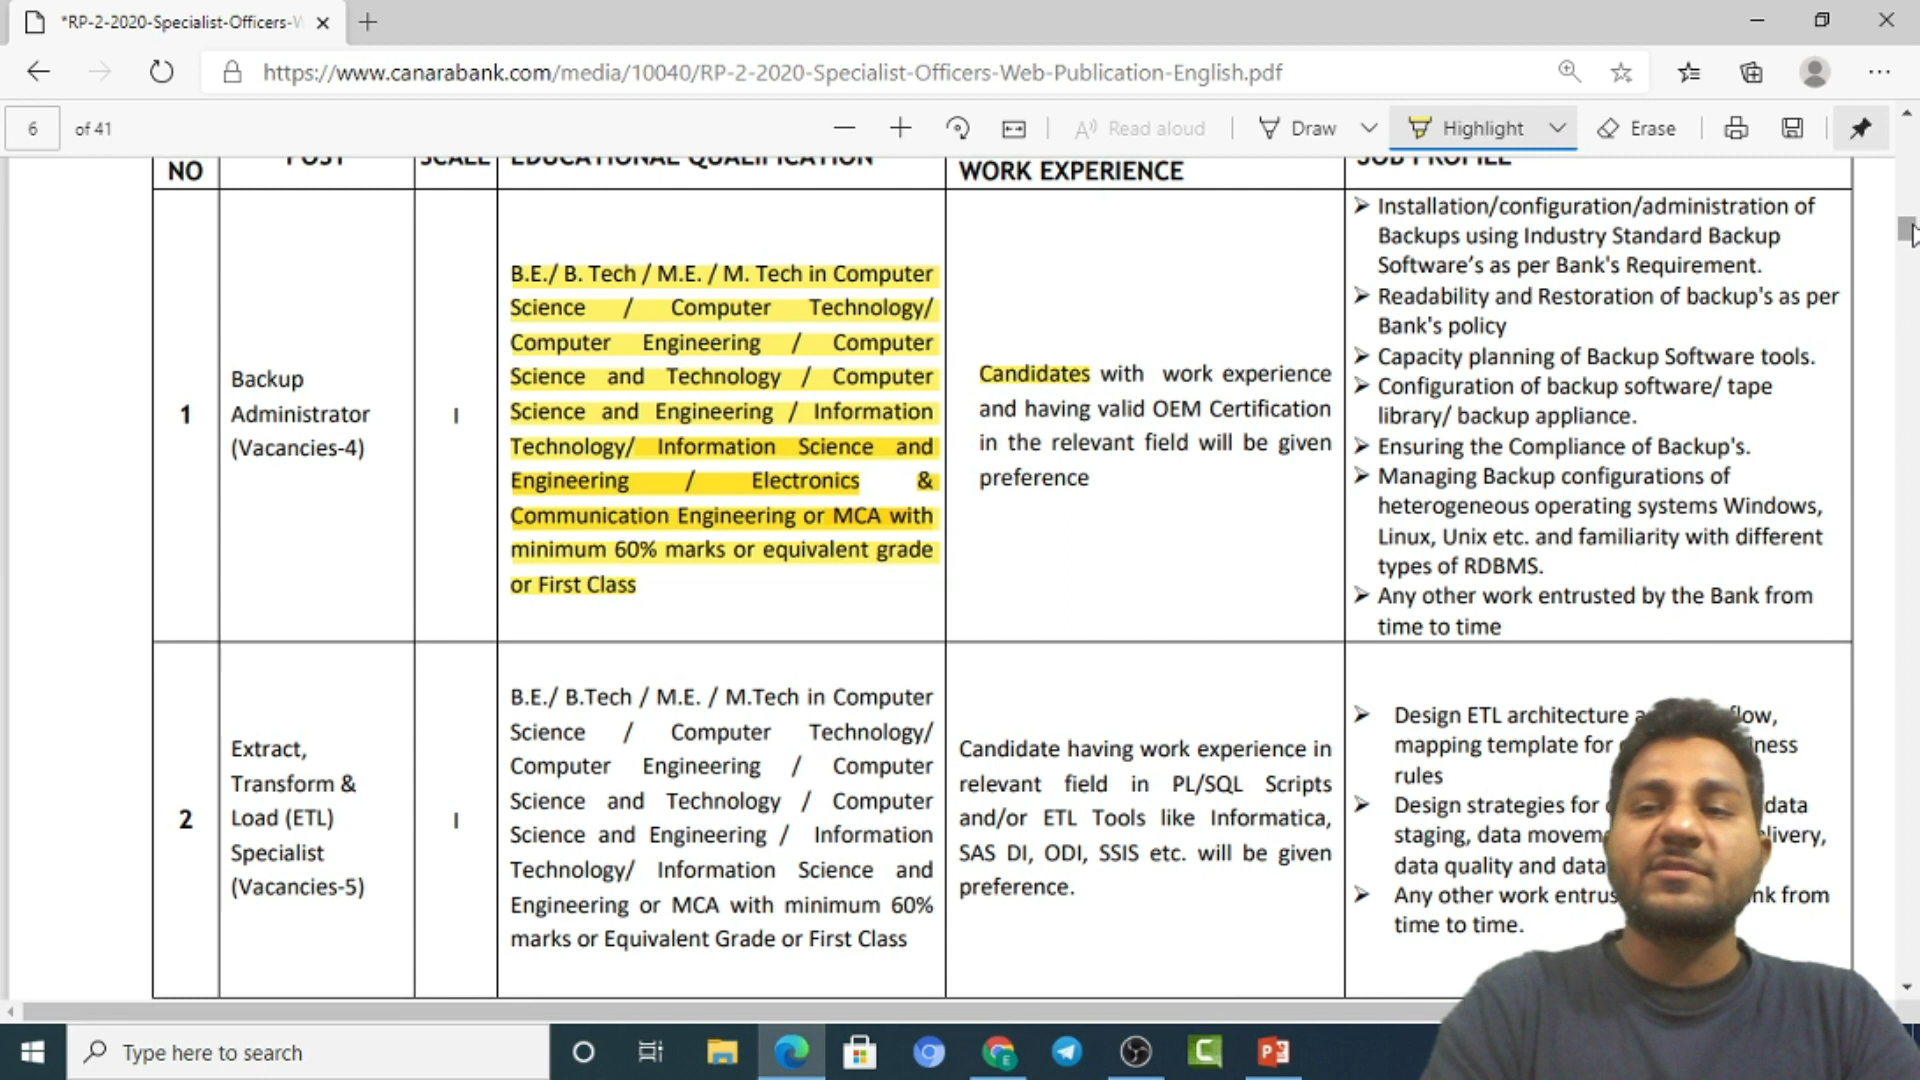 *RP-2-2020-Specialist-Officers-W
https://www.canarabank.com/media/10040/RP-2-2020-Specialist-Officers-Web-Publication-English.pdf
6 of 41
Read aloud
Draw
Highlight
Erase
NO
POST
SCALE
EDUCATIONAL QUALIFICATION
WORK EXPERIENCE
JOB PROFILE
1
Backup
Administrator
(Vacancies-4)
I
B.E./ B. Tech / M.E. / M. Tech in Computer
Science / Computer Technology/
Computer Engineering / Computer
Science and Technology / Computer
Science and Engineering / Information
Technology/ Information Science and
Engineering / Electronics &
Communication Engineering or MCA with
minimum 60% marks or equivalent grade
or First Class
Candidates with work experience
and having valid OEM Certification
in the relevant field will be given
preference
➢ Installation/configuration/administration of
Backups using Industry Standard Backup
Software’s as per Bank's Requirement.
➢ Readability and Restoration of backup's as per
Bank's policy
➢ Capacity planning of Backup Software tools.
➢ Configuration of backup software/ tape
library/ backup appliance.
➢ Ensuring the Compliance of Backup's.
➢ Managing Backup configurations of
heterogeneous operating systems Windows,
Linux, Unix etc. and familiarity with different
types of RDBMS.
➢ Any other work entrusted by the Bank from
time to time
2
Extract,
Transform &
Load (ETL)
Specialist
(Vacancies-5)
I
B.E./ B.Tech / M.E. / M.Tech in Computer
Science / Computer Technology/
Computer Engineering / Computer
Science and Technology / Computer
Science and Engineering / Information
Technology/ Information Science and
Engineering or MCA with minimum 60%
marks or Equivalent Grade or First Class
Candidate having work experience in
relevant field in PL/SQL Scripts
and/or ETL Tools like Informatica,
SAS DI, ODI, SSIS etc. will be given
preference.
➢ Design ETL architecture
mapping template for
rules
➢ Design strategies for data
staging, data
data quality and data
➢ Any other work from
time to time.
Type here to search